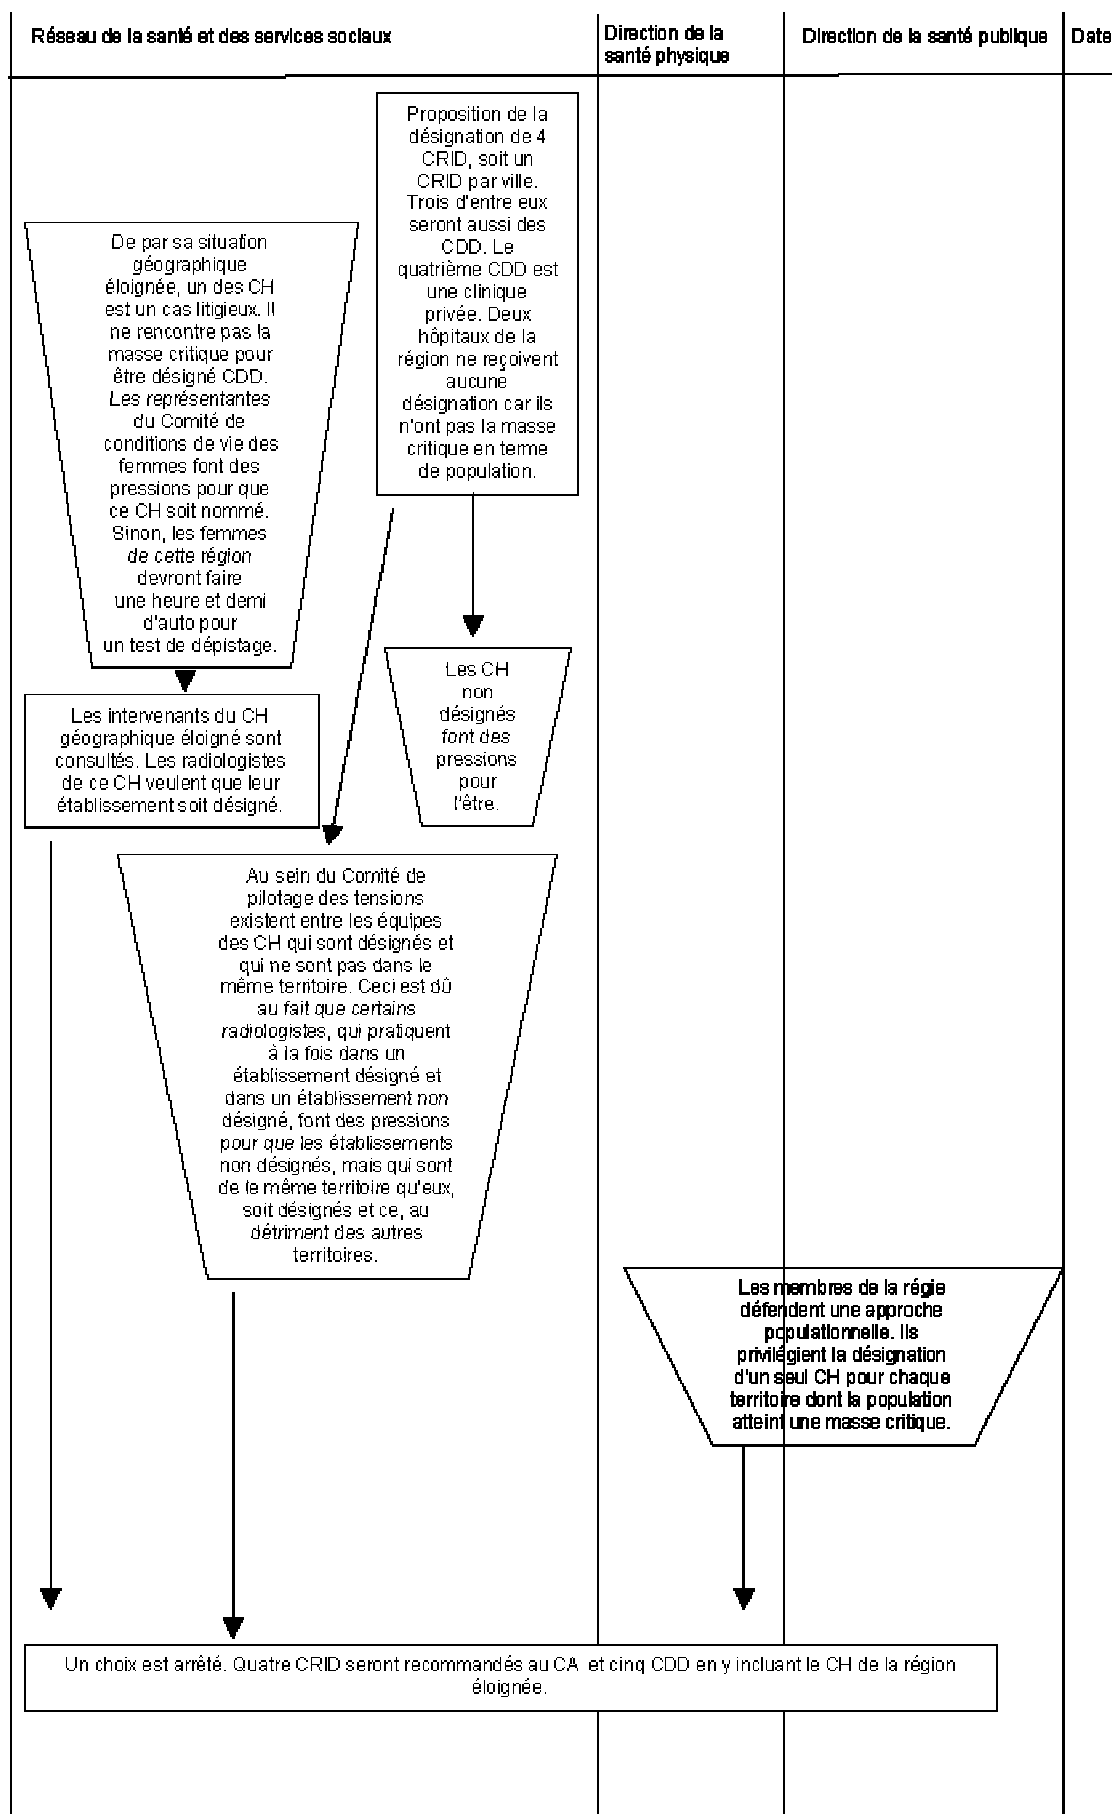 Réseau de la santé et des services sociaux
Direction de la
santé physique
Direction de la santé publique
Date
Proposition de la
désignation de 4
CRID, soit un
CRID par ville.
Trois d'entre eux
seront aussi des
CDD. Le
quatrième CDD est
une clinique
privée. Deux
hôpitaux de la
région ne reçoivent
aucune
désignation car ils
n'ont pas la masse
critique en terme
de population.
De par sa situation
géographique
éloignée, un des CH
est un cas litigieux. Il
ne rencontre pas la
masse critique pour
être désigné CDD.
Les représentantes
du Comité de
conditions de vie des
femmes font des
pressions pour que
ce CH soit nommé.
Sinon, les femmes
de cette région
devront faire
une heure et demi
d'auto pour
un test de dépistage.
Les CH
non
désignés
font des
pressions
pour
l'être.
Les intervenants du CH
géographique éloigné sont
consultés. Les radiologistes
de ce CH veulent que leur
établissement soit désigné.
Au sein du Comité de
pilotage des tensions
existent entre les équipes
des CH qui sont désignés et
qui ne sont pas dans le
même territoire. Ceci est dû
au fait que certains
radiologistes, qui pratiquent
à la fois dans un
établissement désigné et
dans un établissement non
désigné, font des pressions
pour que les établissements
non désignés, mais qui sont
de le même territoire qu'eux,
soit désignés et ce, au
détriment des autres
territoires.
Les membres de la régie
défendent une approche
populationnelle. Ils
privilégient la désignation
d'un seul CH pour chaque
territoire dont la population
atteint une masse critique.
Un choix est arrêté. Quatre CRID seront recommandés au CA et cinq CDD en y incluant le CH de la région
éloignée.